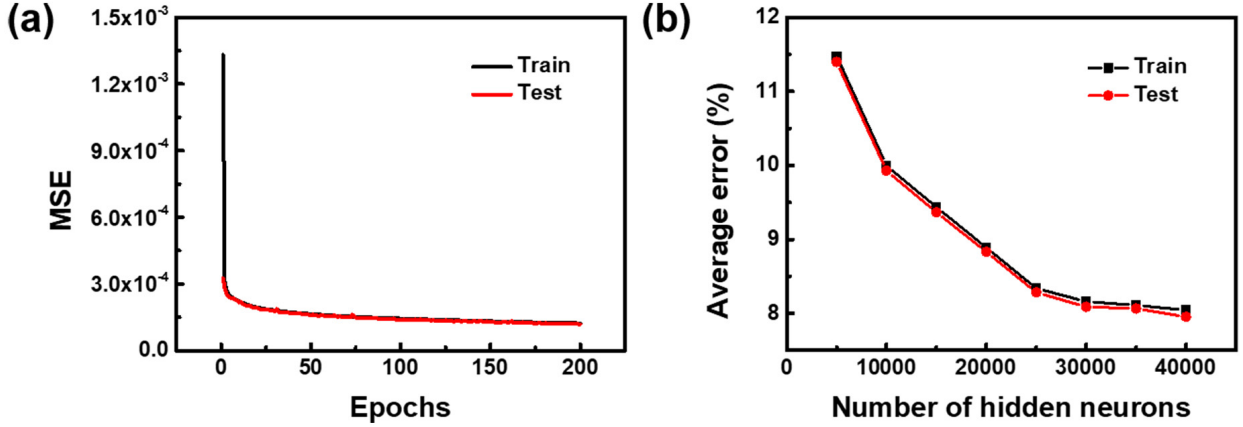 (a)
1.5x10⁻³
1.2x10⁻³
9.0x10⁻⁴
6.0x10⁻⁴
3.0x10⁻⁴
0.0
MSE
Train
Test
0 50 100 150 200
Epochs
(b)
12
11
10
9
8
Average error (%)
Train
Test
0 10000 20000 30000 40000
Number of hidden neurons